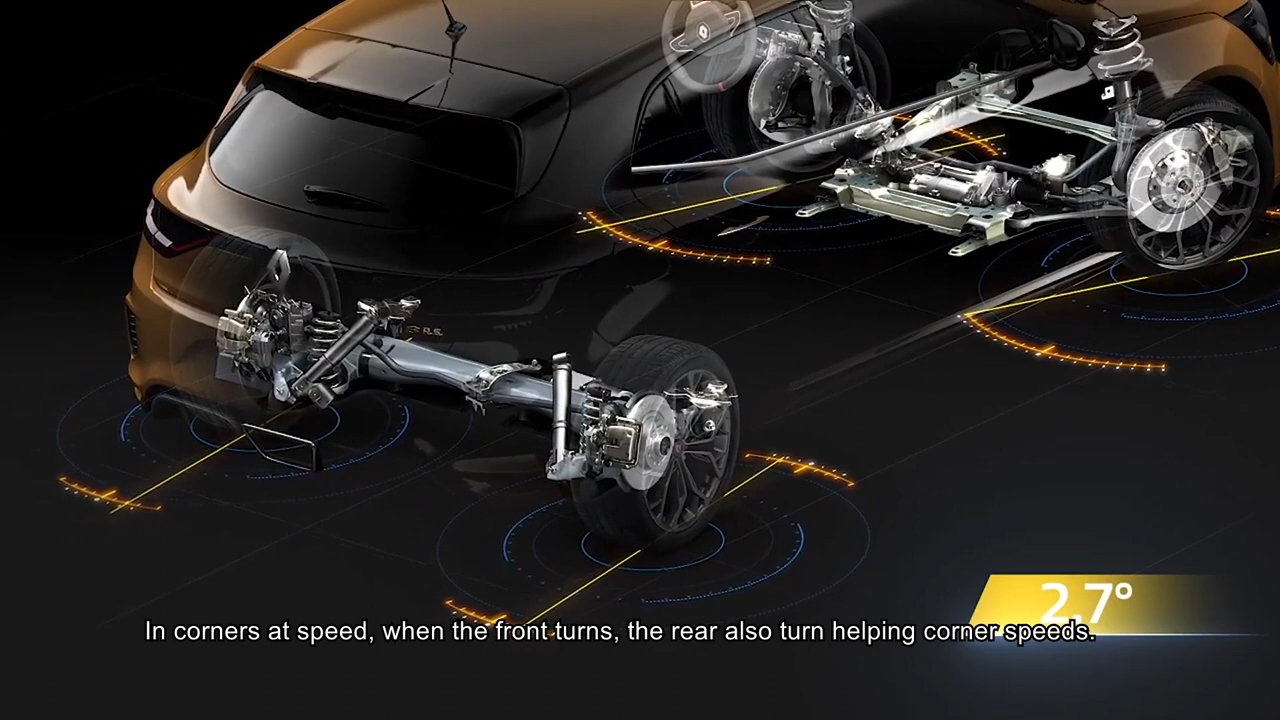 R.S.
2.7°
In corners at speed, when the front turns, the rear also turn helping corner speeds.